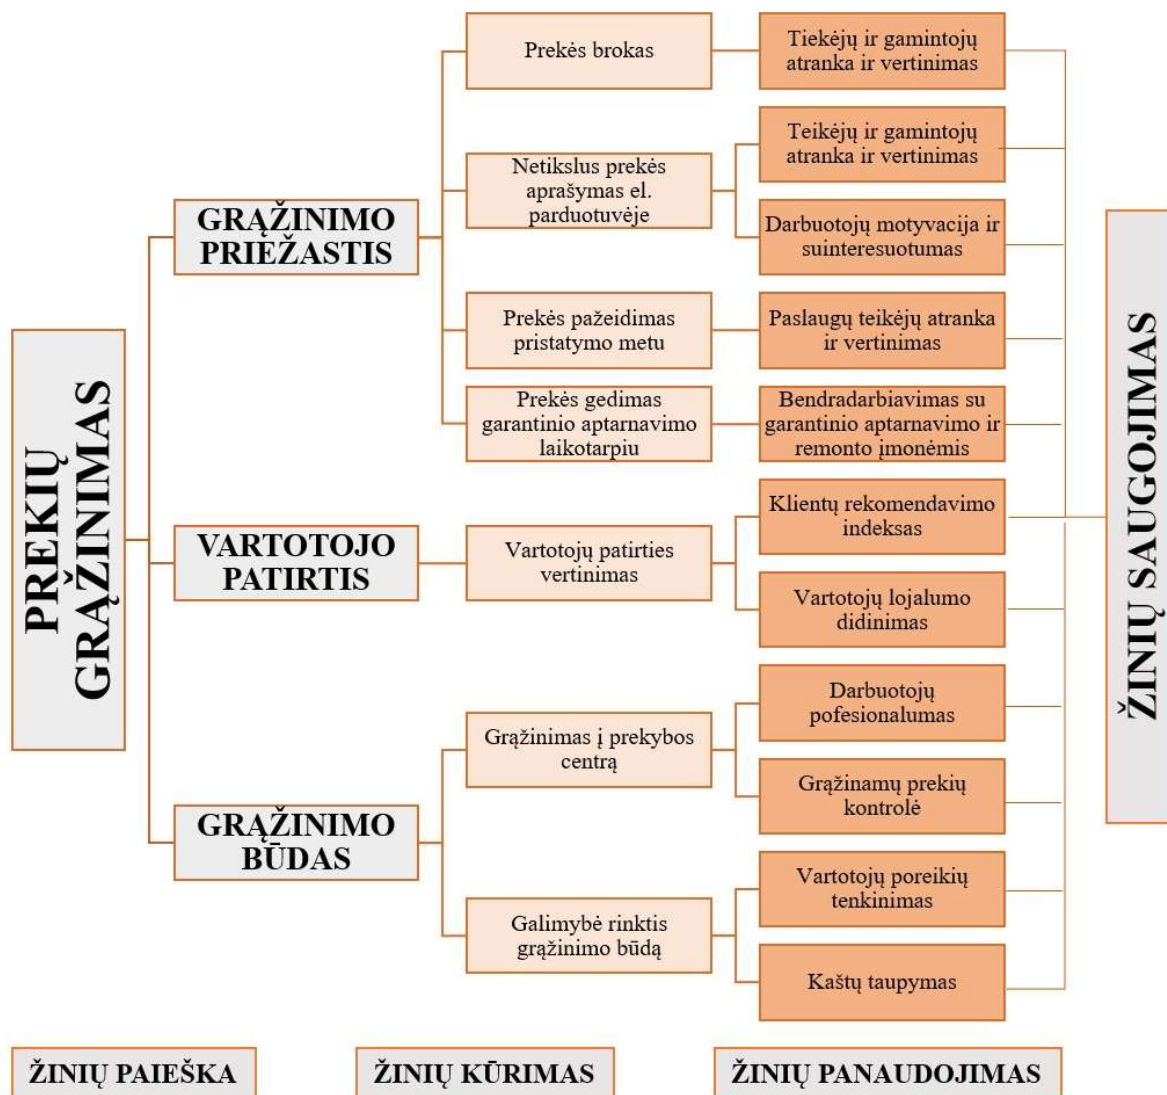 PREKIŲ
GRĄŽINIMAS
GRĄŽINIMO
PRIEŽASTIS
Prekės brokas
Tiekėjų ir gamintojų
atranka ir vertinimas
Netikslus prekės
aprašymas el.
parduotuvėje
Teikėjų ir gamintojų
atranka ir vertinimas
Darbuotojų motyvacija ir
suinteresuotumas
Prekės pažeidimas
pristatymo metu
Paslaugų teikėjų atranka
ir vertinimas
Prekės gedimas
garantinio aptarnavimo
laikotarpiu
Bendradarbiavimas su
garantinio aptarnavimo ir
remonto įmonėmis
VARTOTOJO
PATIRTIS
Vartotojų patirties
vertinimas
Klientų rekomendavimo
indeksas
Vartotojų lojalumo
didinimas
GRĄŽINIMO
BŪDAS
Grąžinimas į prekybos
centrą
Darbuotojų
pofesionalumas
Grąžinamų prekių
kontrolė
Galimybė rinktis
grąžinimo būdą
Vartotojų poreikių
tenkinimas
Kaštų taupymas
ŽINIŲ SAUGOJIMAS
ŽINIŲ PAIEŠKA
ŽINIŲ KŪRIMAS
ŽINIŲ PANAUDOJIMAS